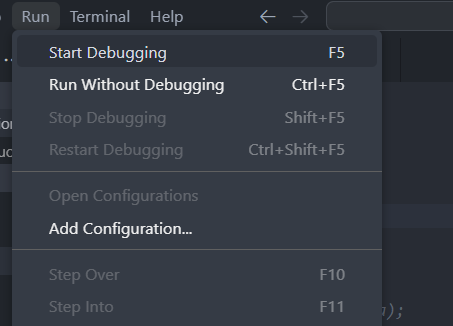 Run Terminal Help
Start Debugging F5
Run Without Debugging Ctrl+F5
Stop Debugging Shift+F5
Restart Debugging Ctrl+Shift+F5
Open Configurations
Add Configuration...
Step Over F10
Step Into F11
);